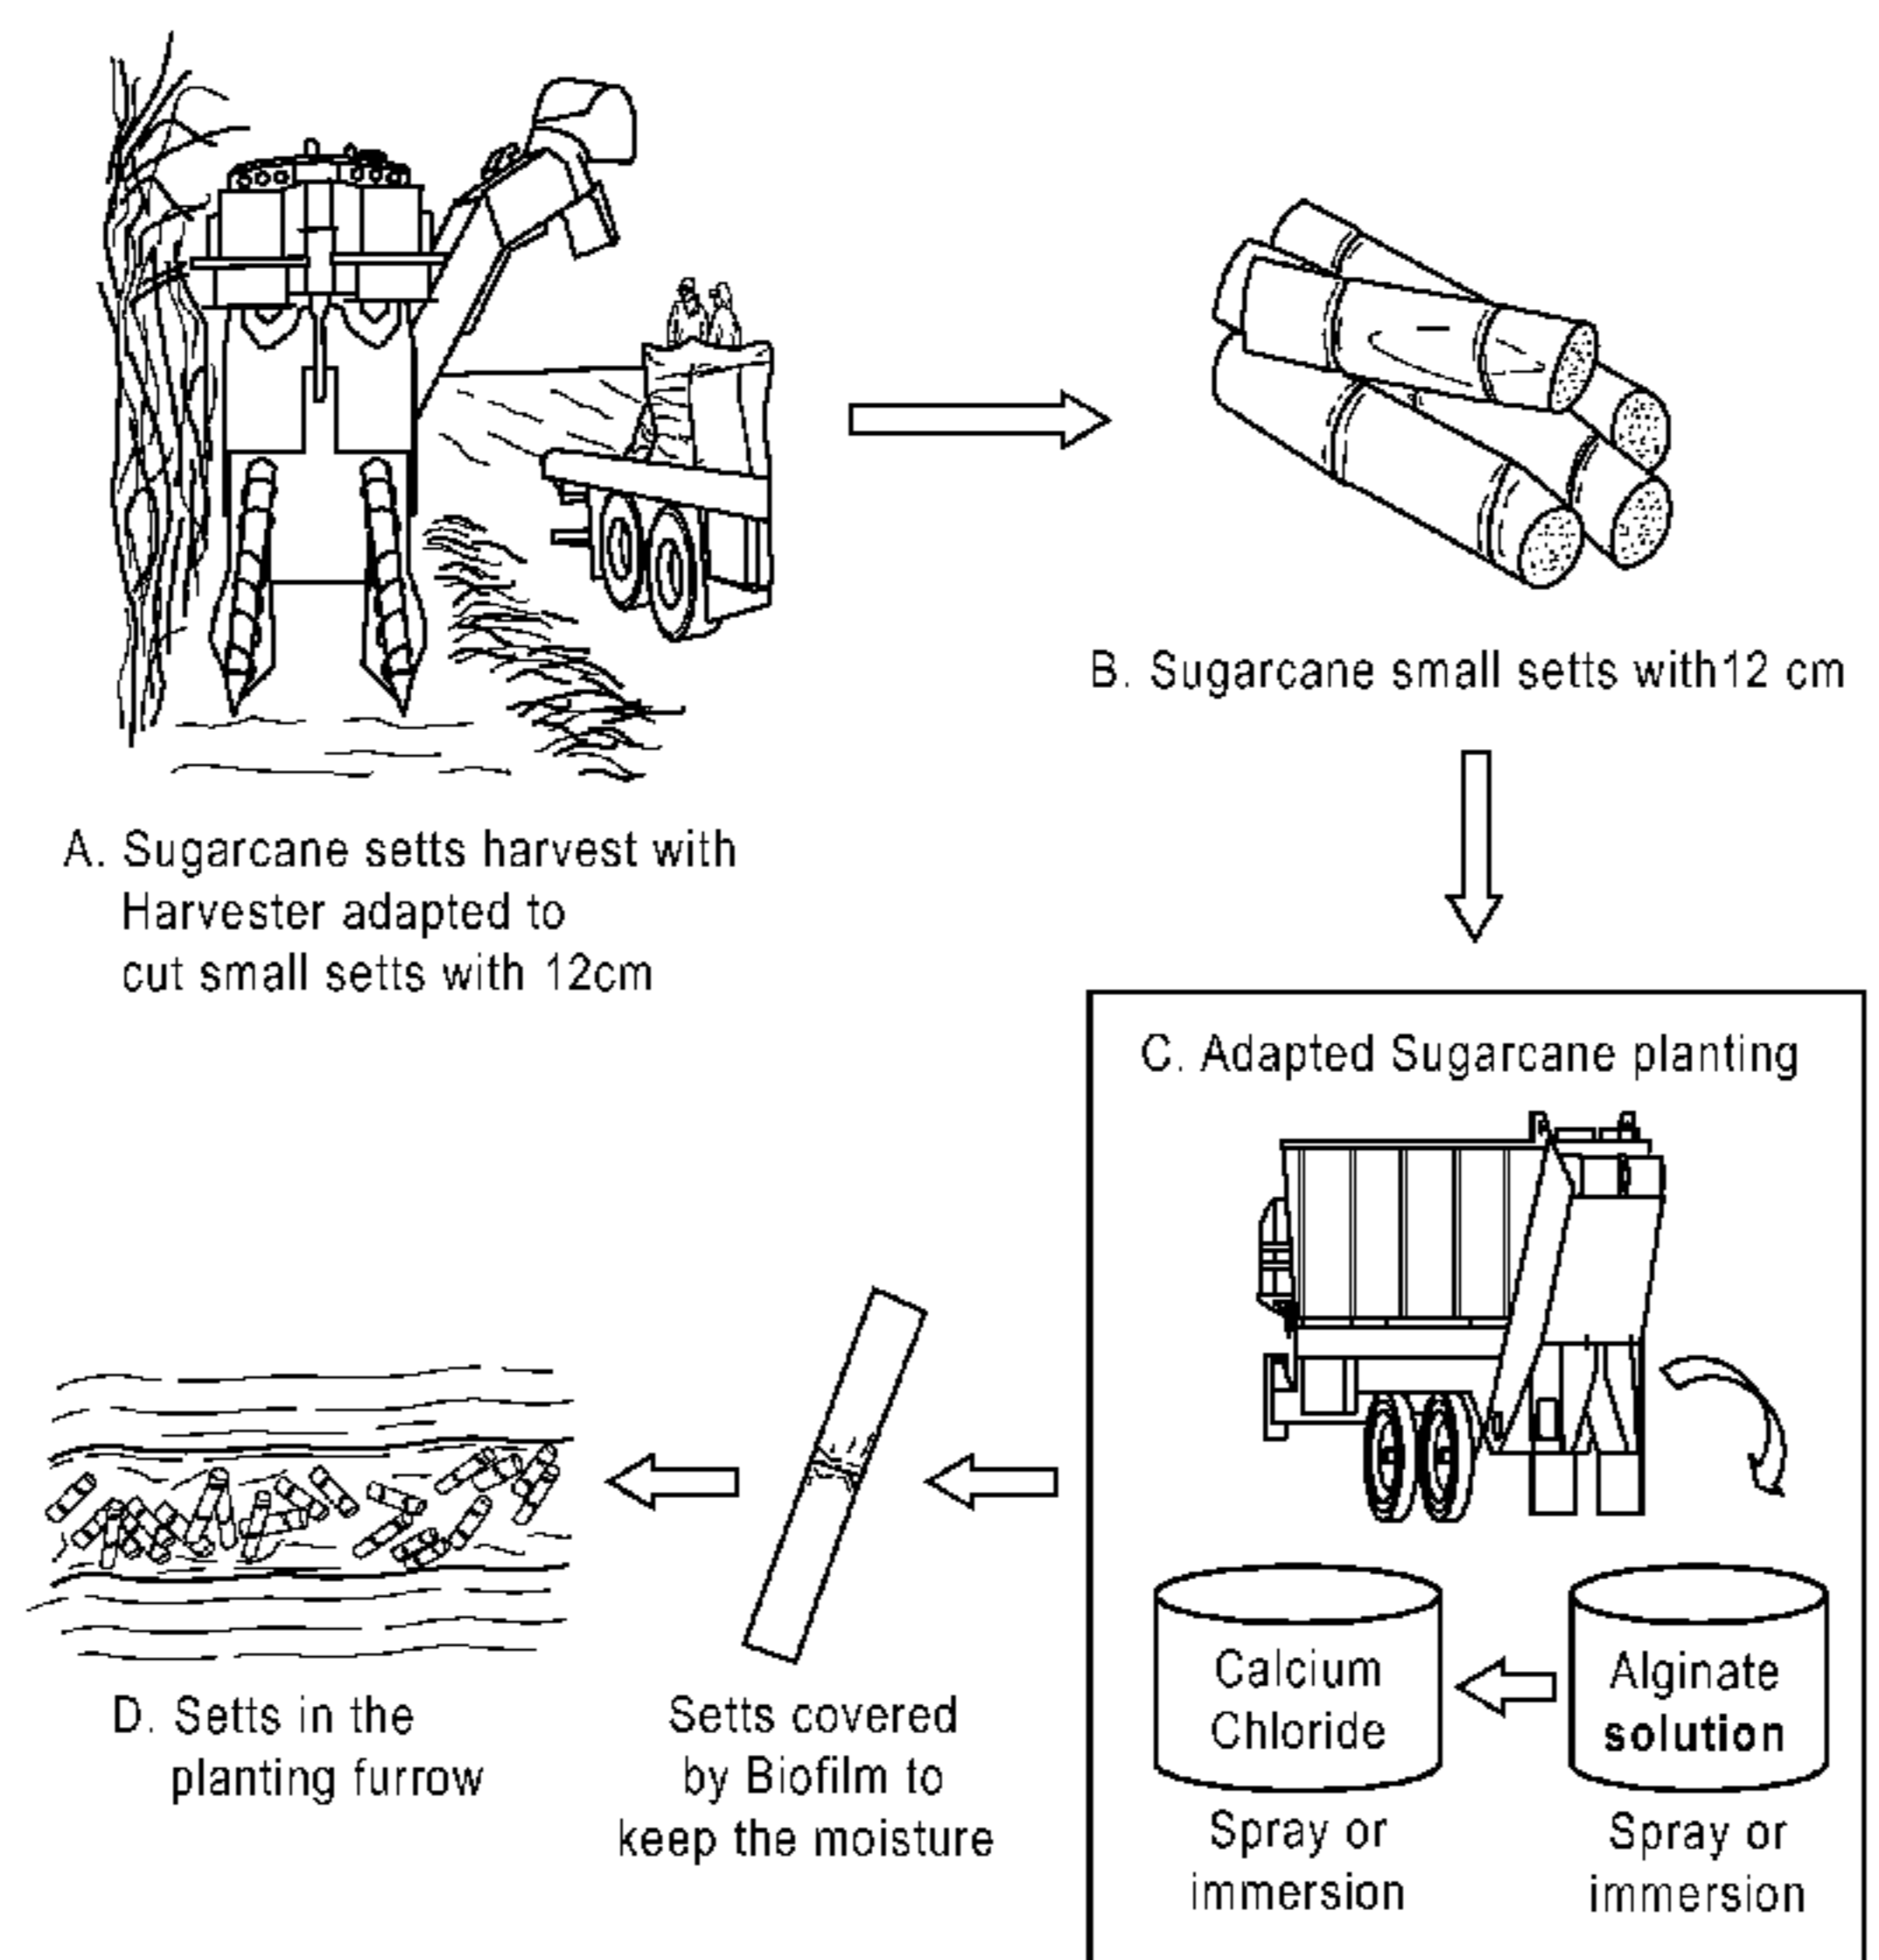 A. Sugarcane setts harvest with
Harvester adapted to
cut small setts with 12cm
B. Sugarcane small setts with12 cm
C. Adapted Sugarcane planting
Alginate
solution
Spray or
immersion
Calcium
Chloride
Spray or
immersion
Setts covered
by Biofilm to
keep the moisture
D. Setts in the
planting furrow